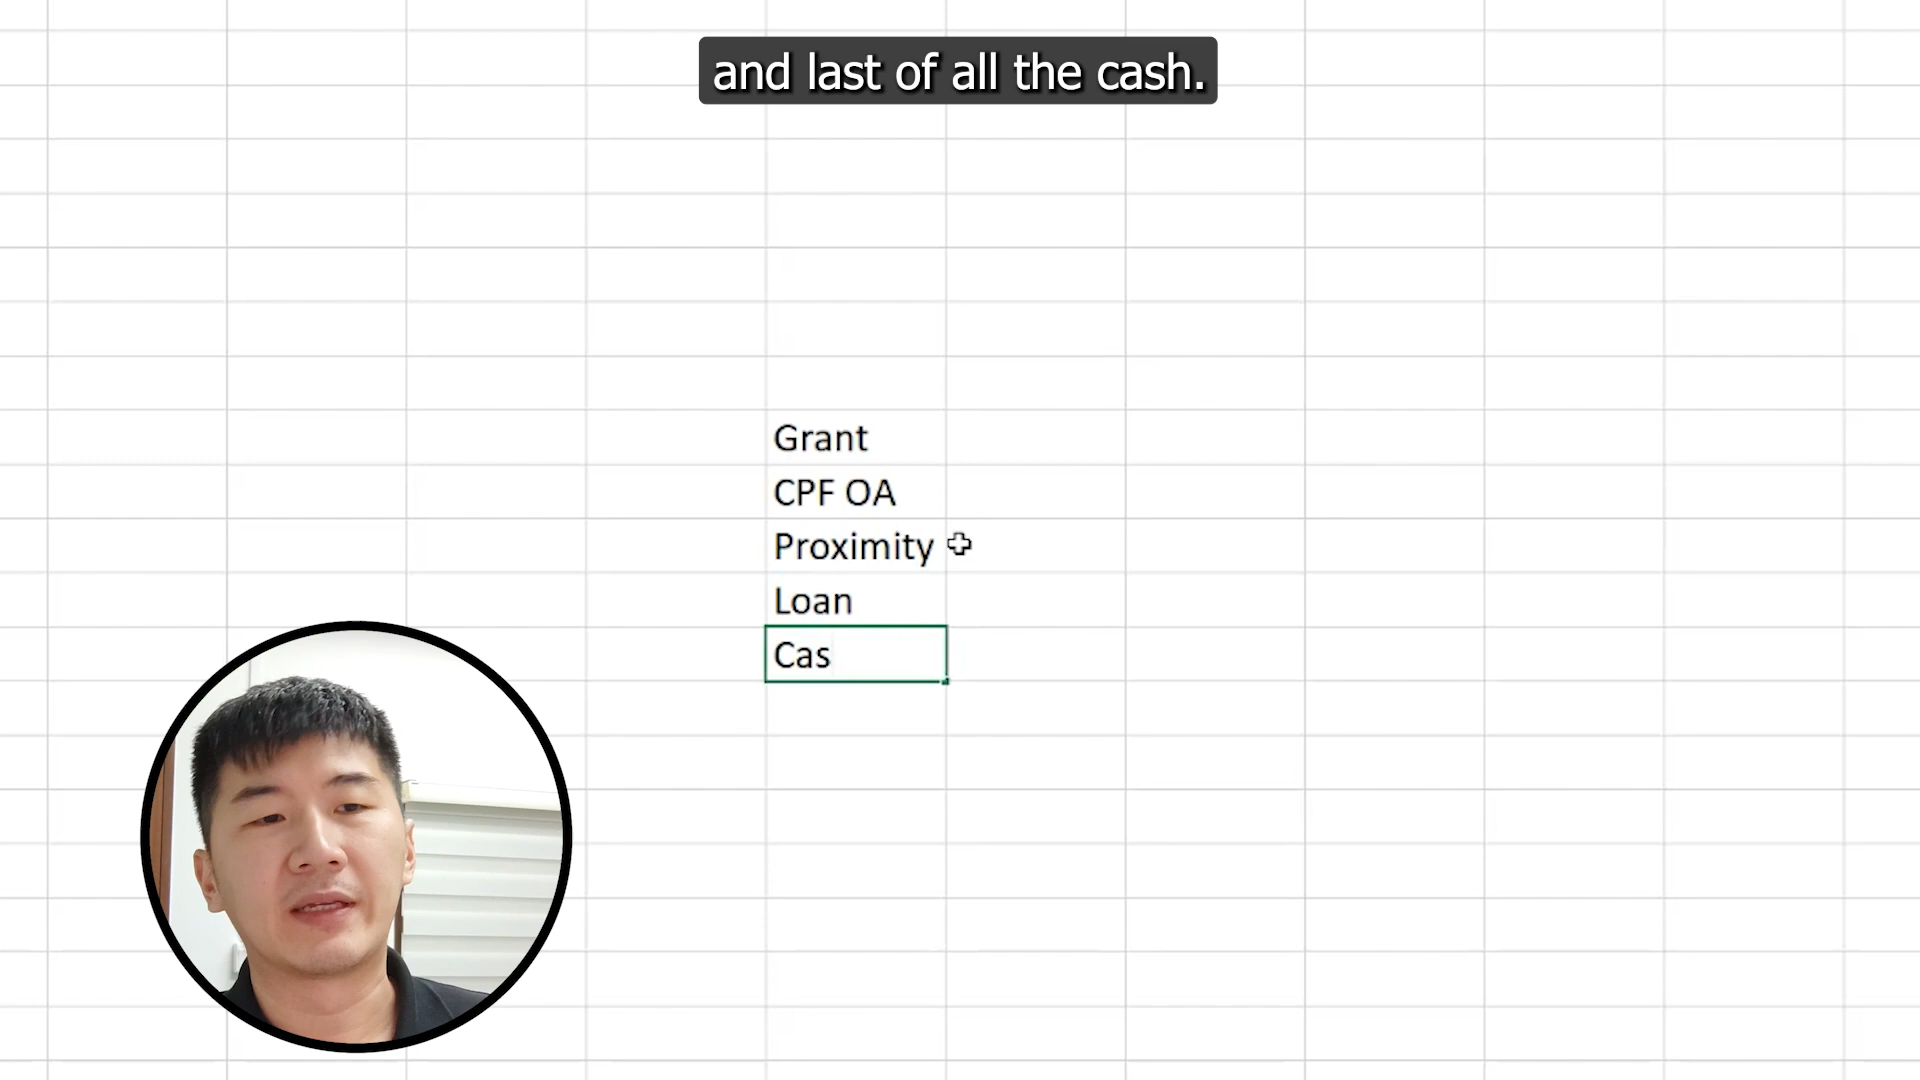 and last of all the cash.
Grant
CPF OA
Proximity
Loan
Cas